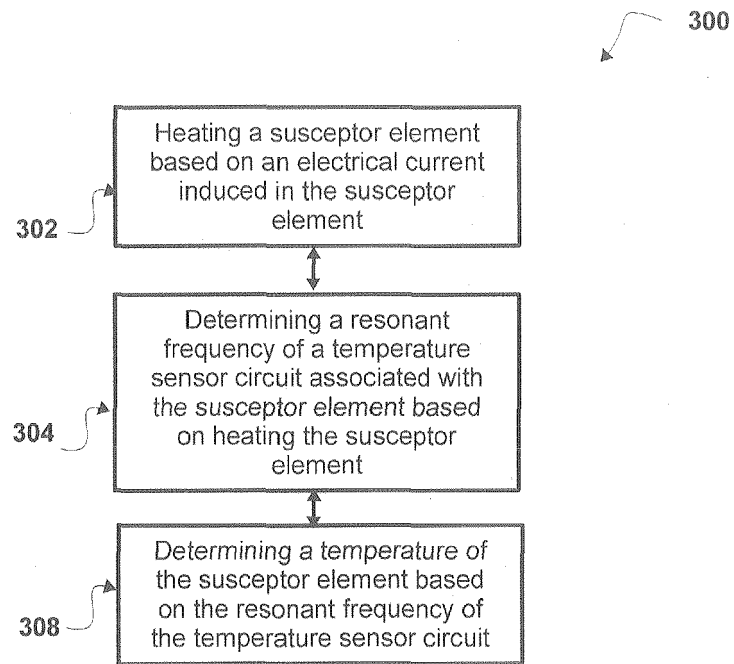 300
Heating a susceptor element
based on an electrical current
induced in the susceptor
element
302
Determining a resonant
frequency of a temperature
sensor circuit associated with
the susceptor element based
on heating the susceptor
element
304
Determining a temperature of
the susceptor element based
on the resonant frequency of
the temperature sensor circuit
308